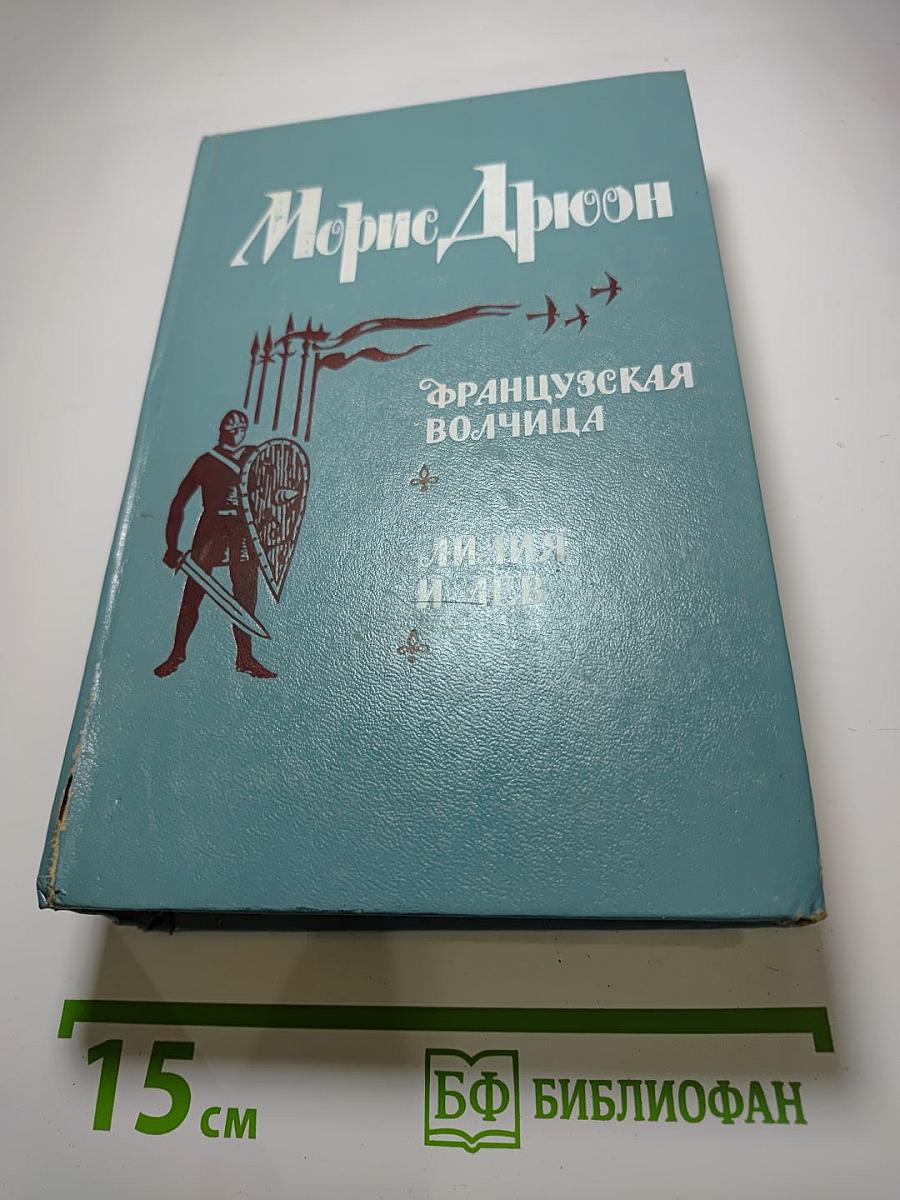 Морис Дрюон
ФРАНЦУЗСКАЯ
ВОЛЧИЦА
ЛИЛИЯ
И ЛЕВ
15 см
БФ БИБЛИОФАН